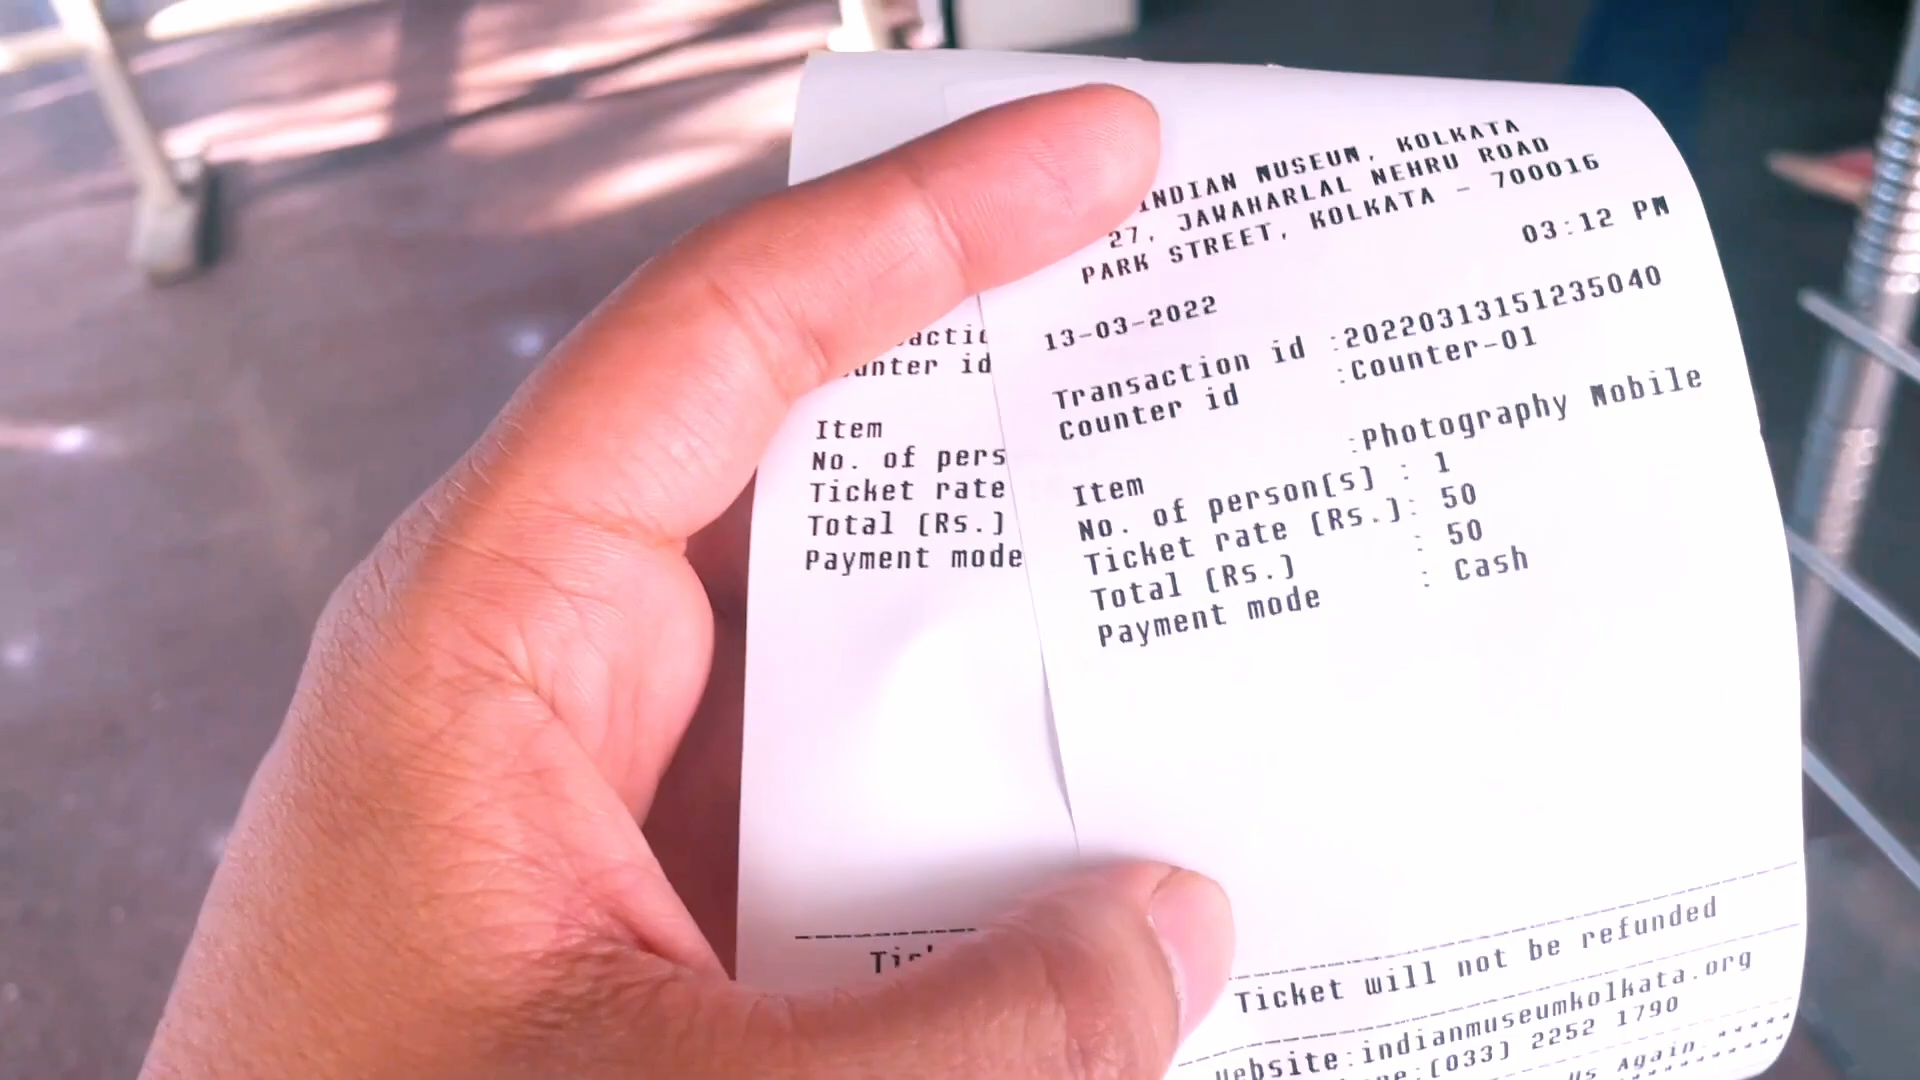 INDIAN MUSEUM, KOLKATA
27, JAWAHARLAL NEHRU ROAD
PARK STREET, KOLKATA - 700016
03:12 PM
13-03-2022
Transaction id :20220313151235040
Counter id :Counter-01
Item :Photography Mobile
No. of person(s) : 1
Ticket rate (Rs.): 50
Total (Rs.) : 50
Payment mode : Cash
Ticket will not be refunded
Website:indianmuseumkolkata.org
:(033) 2252 1790
Us Again
id
Item
No. of pers
Ticket rate
Total (Rs.)
Payment mode